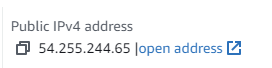 Public IPv4 address
54.255.244.65 |open address